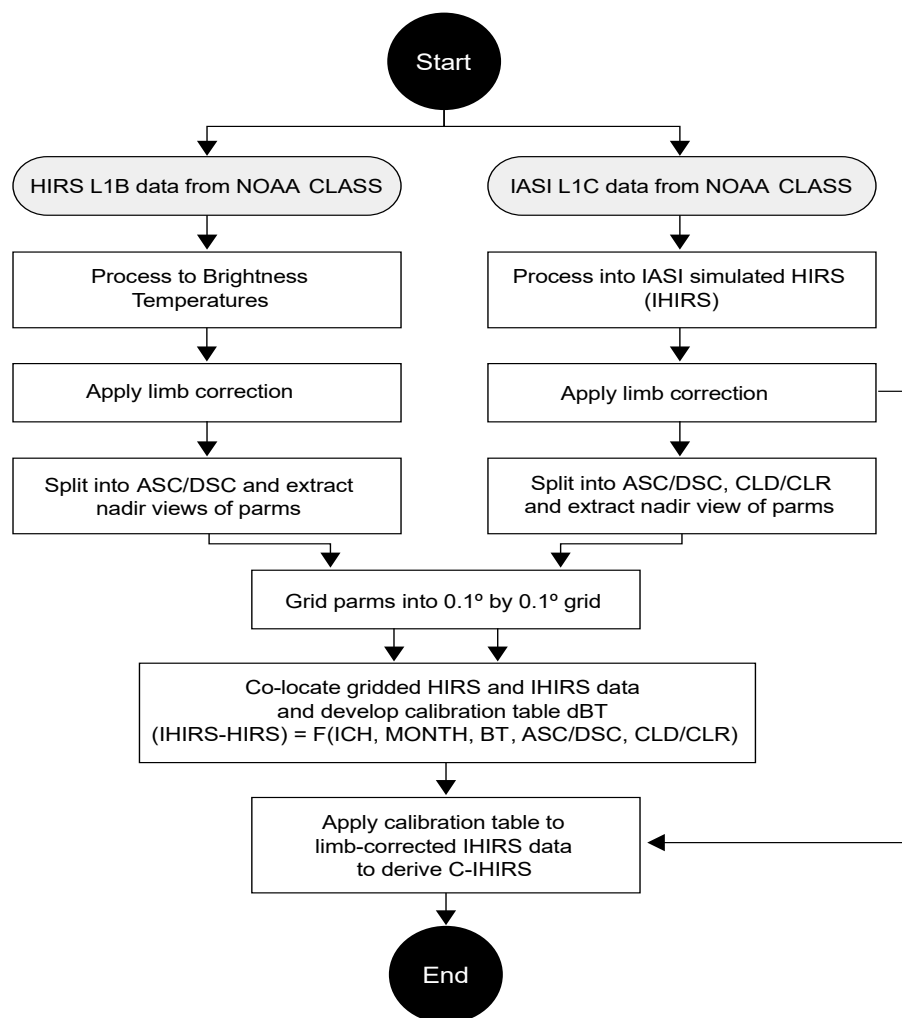 Start
HIRS L1B data from NOAA CLASS
IASI L1C data from NOAA CLASS
Process to Brightness
Temperatures
Process into IASI simulated HIRS
(IHIRS)
Apply limb correction
Apply limb correction
Split into ASC/DSC and extract
nadir views of parms
Split into ASC/DSC, CLD/CLR
and extract nadir view of parms
Grid parms into 0.1º by 0.1º grid
Co-locate gridded HIRS and IHIRS data
and develop calibration table dBT
(IHIRS-HIRS) = F(ICH, MONTH, BT, ASC/DSC, CLD/CLR)
Apply calibration table to
limb-corrected IHIRS data
to derive C-IHIRS
End